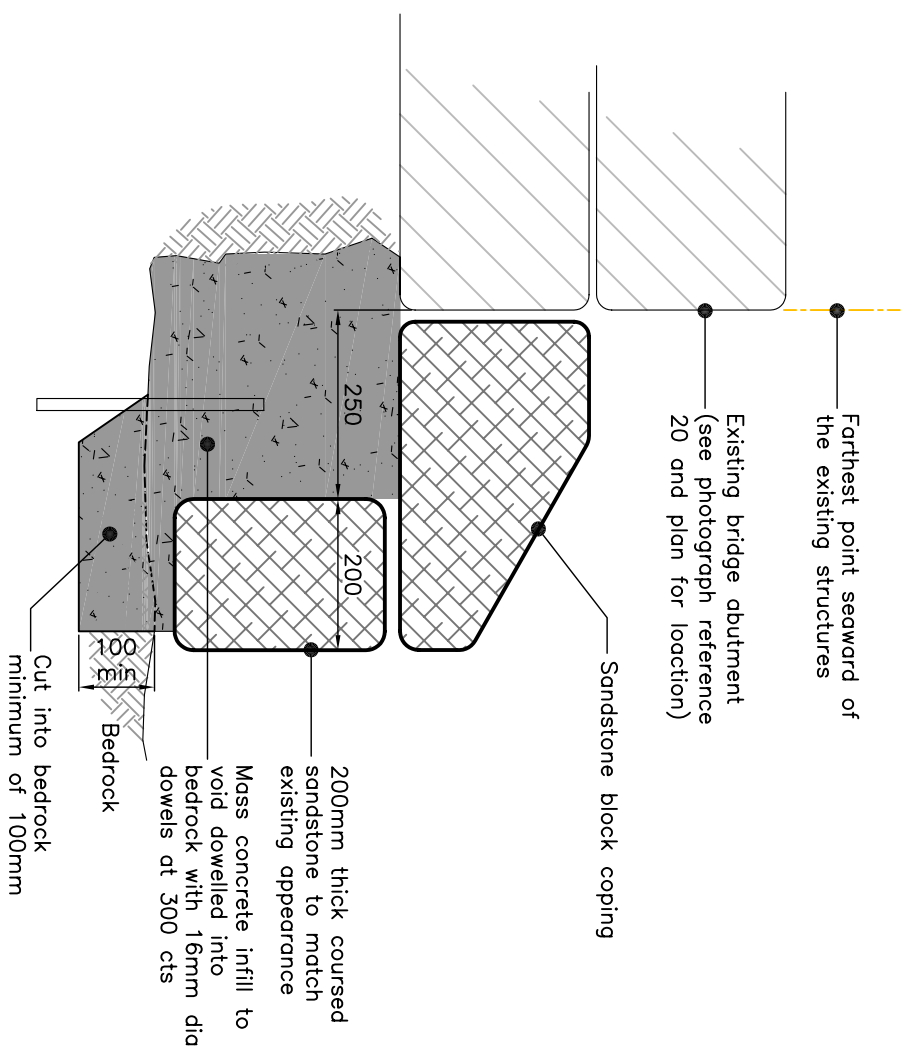 Farthest point seaward of
the existing structures
Existing bridge abutment
(see photograph reference
20 and plan for loaction)
Sandstone block coping
250
200
200mm thick coursed
sandstone to match
existing appearance
Mass concrete infill to
void dowelled into
bedrock with 16mm dia
dowels at 300 cts
100
min
Bedrock
Cut into bedrock
minimum of 100mm